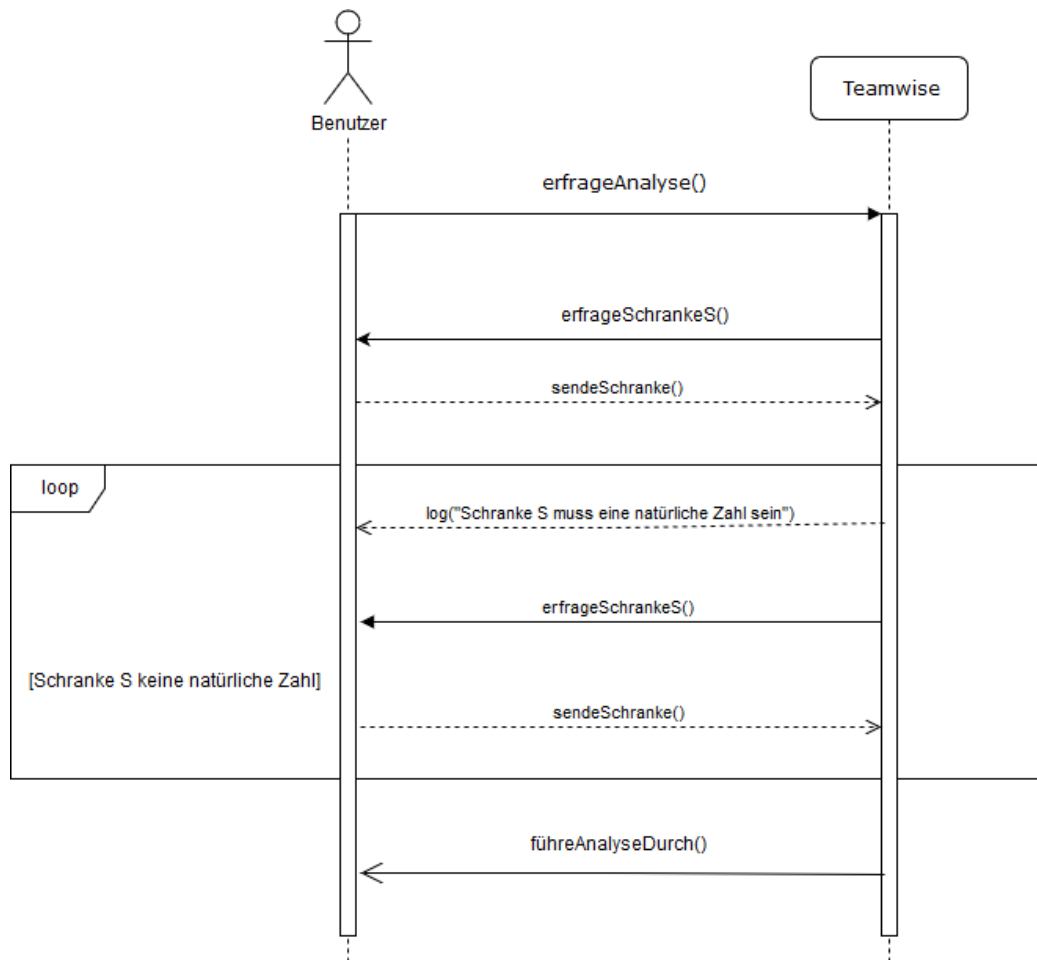 Benutzer
Teamwise
erfrageAnalyse()
erfrageSchrankeS()
sendeSchranke()
loop
log("Schranke S muss eine natürliche Zahl sein")
erfrageSchrankeS()
[Schranke S keine natürliche Zahl]
sendeSchranke()
führeAnalyseDurch()